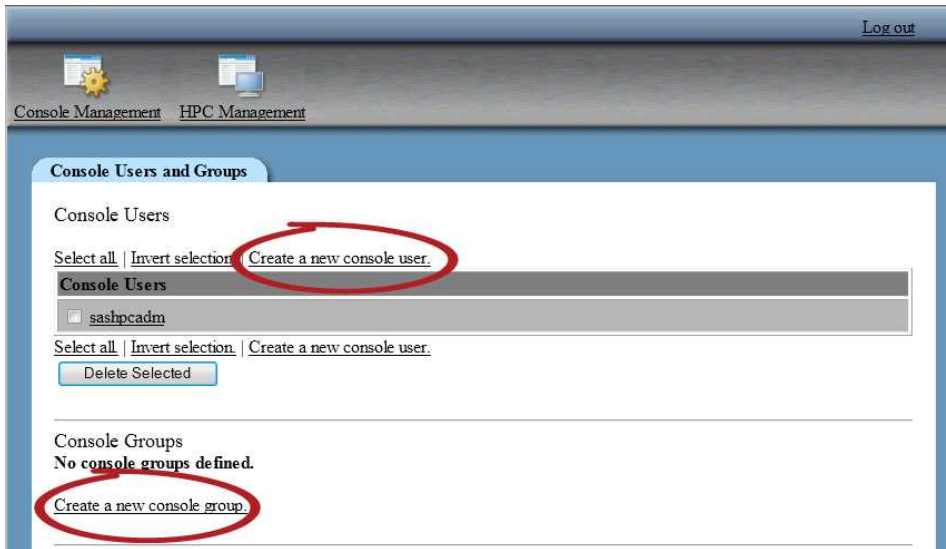 Log out
Console Management HPC Management
Console Users and Groups
Console Users
Select all. | Invert selection. | Create a new console user.
Console Users
sashpcadm
Select all. | Invert selection. | Create a new console user.
Delete Selected
Console Groups
No console groups defined.
Create a new console group.